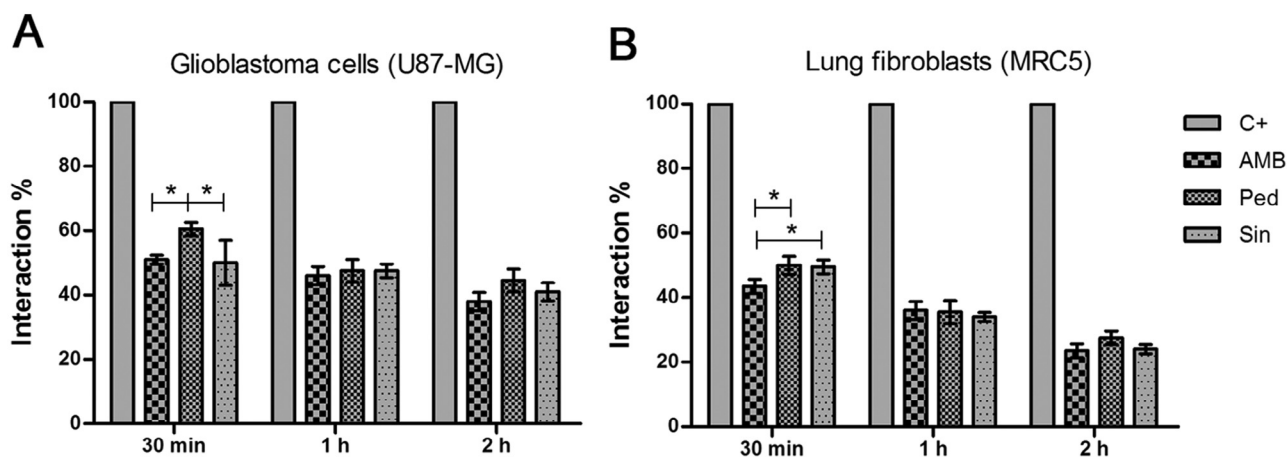 A
Glioblastoma cells (U87-MG)
Interaction %
100
80
60
40
20
0
* *
30 min 1 h 2 h
B
Lung fibroblasts (MRC5)
Interaction %
100
80
60
40
20
0
*
*
30 min 1 h 2 h
C+
AMB
Ped
Sin